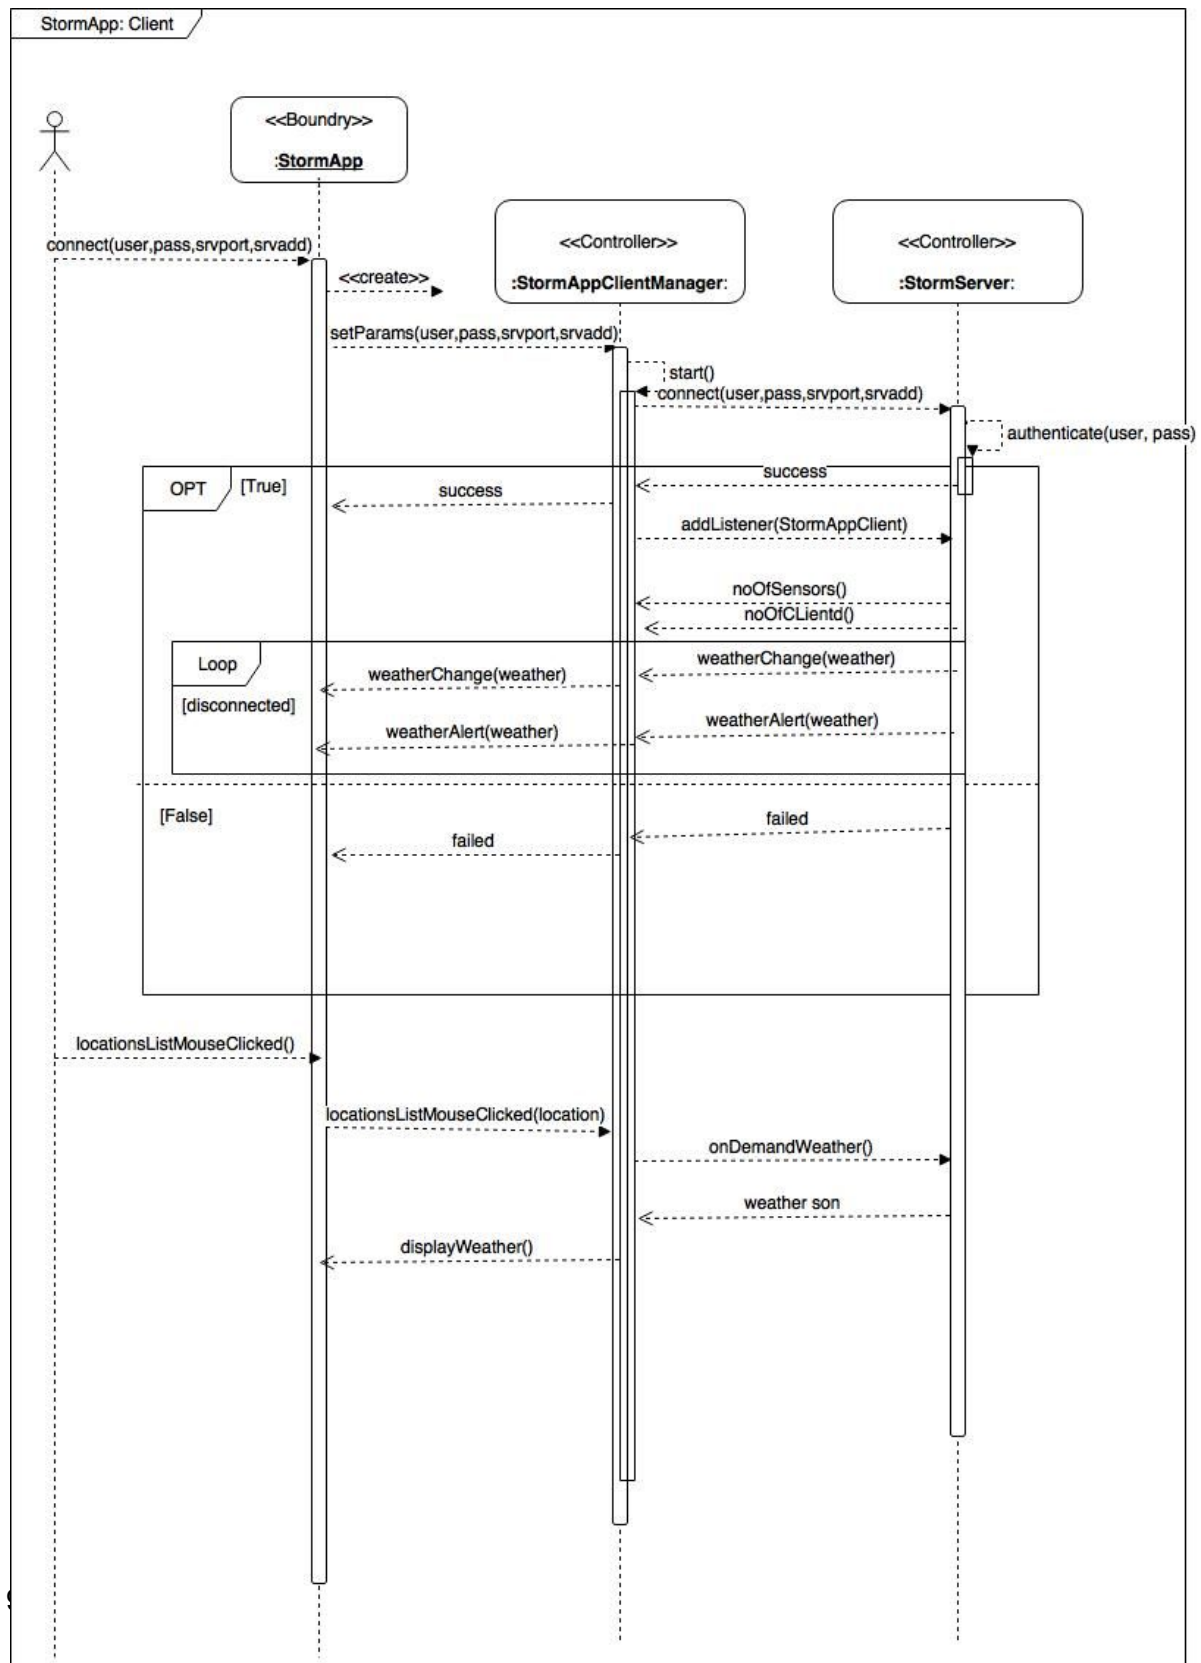 StormApp: Client
<<Boundry>>
:StormApp
<<Controller>>
:StormAppClientManager:
<<Controller>>
:StormServer:
connect(user,pass,srvport,srvadd)
<<create>>
setParams(user,pass,srvport,srvadd)
start()
connect(user,pass,srvport,srvadd)
authenticate(user, pass)
OPT
[True]
success
success
addListener(StormAppClient)
noOfSensors()
noOfCLientd()
Loop
[disconnected]
weatherChange(weather)
weatherChange(weather)
weatherAlert(weather)
weatherAlert(weather)
[False]
failed
failed
locationsListMouseClicked()
locationsListMouseClicked(location)
onDemandWeather()
weather son
displayWeather()